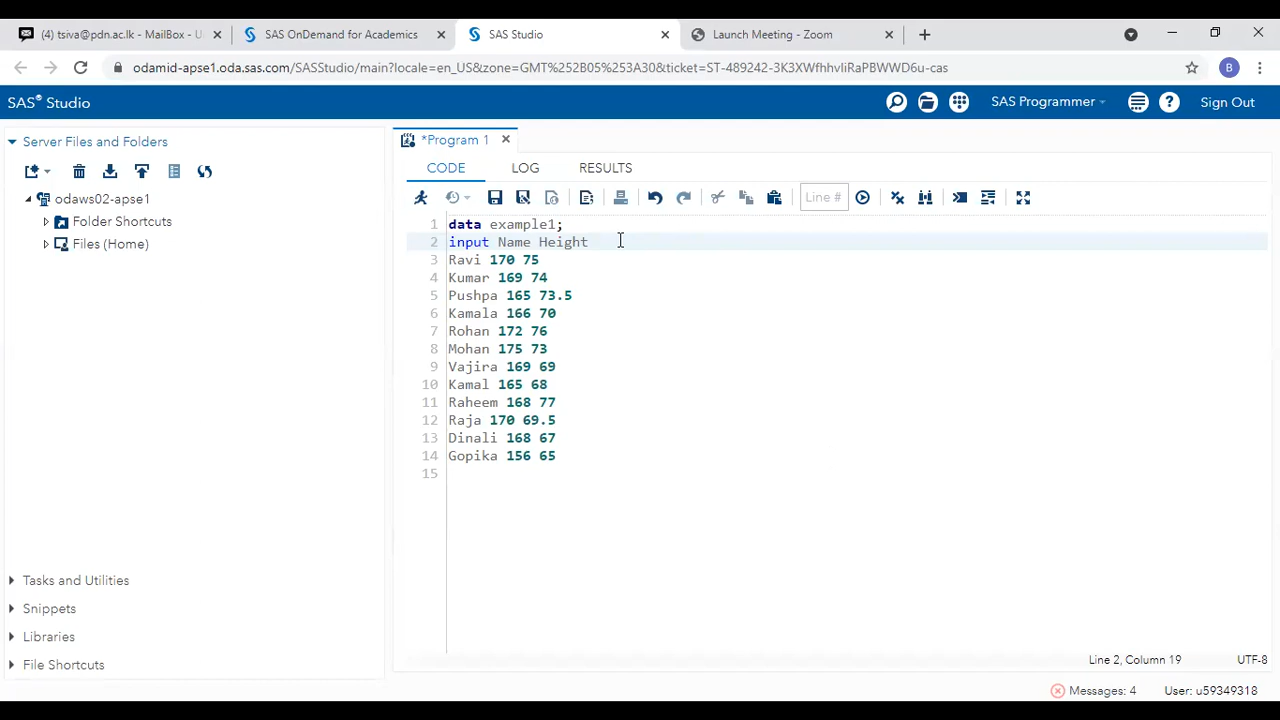 (4) tsiva@pdn.ac.lk - MailBox - U
SAS OnDemand for Academics
SAS Studio
Launch Meeting - Zoom
odamid-apse1.oda.sas.com/SASStudio/main?locale=en_US&zone=GMT%252B05%253A30&ticket=ST-489242-3K3XWfhhvIiRaPBWWD6u-cas
B
SAS® Studio
SAS Programmer
Sign Out
Server Files and Folders
*Program 1
CODE
LOG
RESULTS
Line #
odaws02-apse1
Folder Shortcuts
Files (Home)
1 data example1;
2 input Name Height
3 Ravi 170 75
4 Kumar 169 74
5 Pushpa 165 73.5
6 Kamala 166 70
7 Rohan 172 76
8 Mohan 175 73
9 Vajira 169 69
10 Kamal 165 68
11 Raheem 168 77
12 Raja 170 69.5
13 Dinali 168 67
14 Gopika 156 65
15
Tasks and Utilities
Snippets
Libraries
File Shortcuts
Line 2, Column 19
UTF-8
Messages: 4
User: u59349318